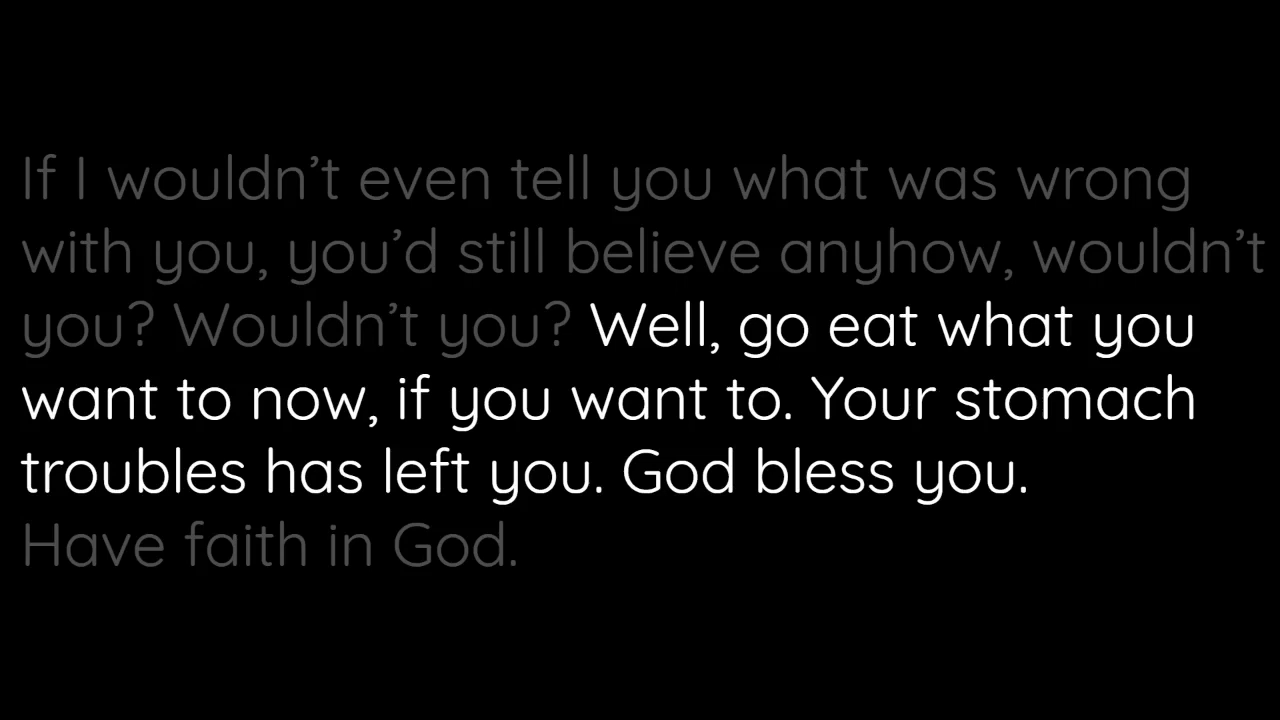 If I wouldn’t even tell you what was wrong
with you, you’d still believe anyhow, wouldn’t
you? Wouldn’t you? Well, go eat what you
want to now, if you want to. Your stomach
troubles has left you. God bless you.
Have faith in God.